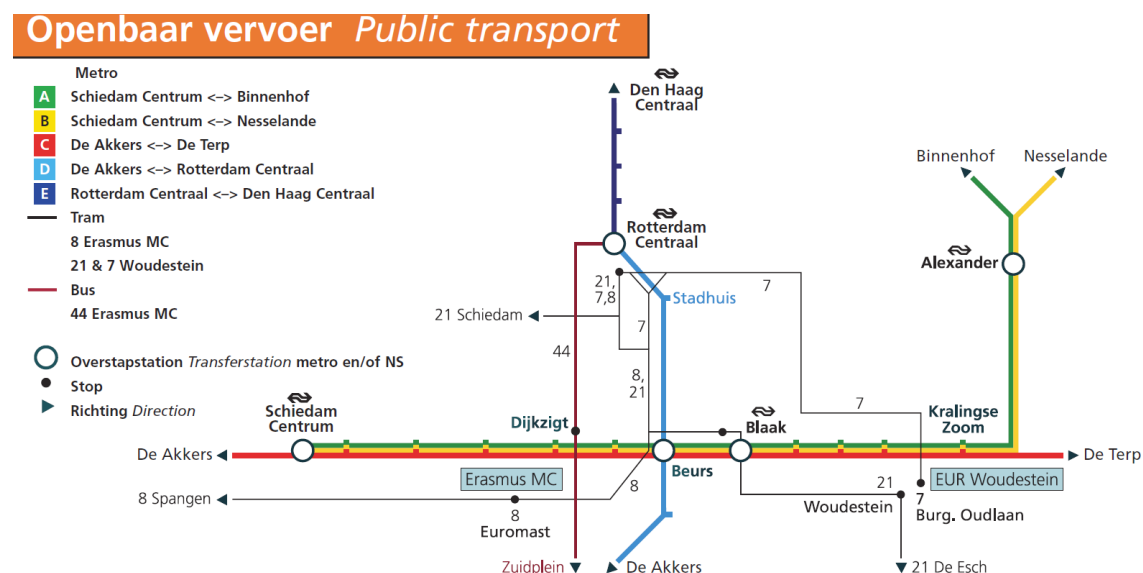 Openbaar vervoer Public transport
Metro
A Schiedam Centrum <-> Binnenhof
B Schiedam Centrum <-> Nesselande
C De Akkers <-> De Terp
D De Akkers <-> Rotterdam Centraal
E Rotterdam Centraal <-> Den Haag Centraal
Tram
8 Erasmus MC
21 & 7 Woudestein
Bus
44 Erasmus MC
Overstapstation Transferstation metro en/of NS
Stop
Richting Direction
Den Haag
Centraal
Binnenhof
Nesselande
Rotterdam
Centraal
Alexander
21,
7,8
7
Stadhuis
21 Schiedam
7
44
8,
21
7
Schiedam
Centrum
Dijkzigt
Blaak
Kralingse
Zoom
De Akkers
De Terp
Erasmus MC
Beurs
8
21
EUR Woudestein
8 Spangen
8
Euromast
Woudestein
7
Burg. Oudlaan
Zuidplein
De Akkers
21 De Esch